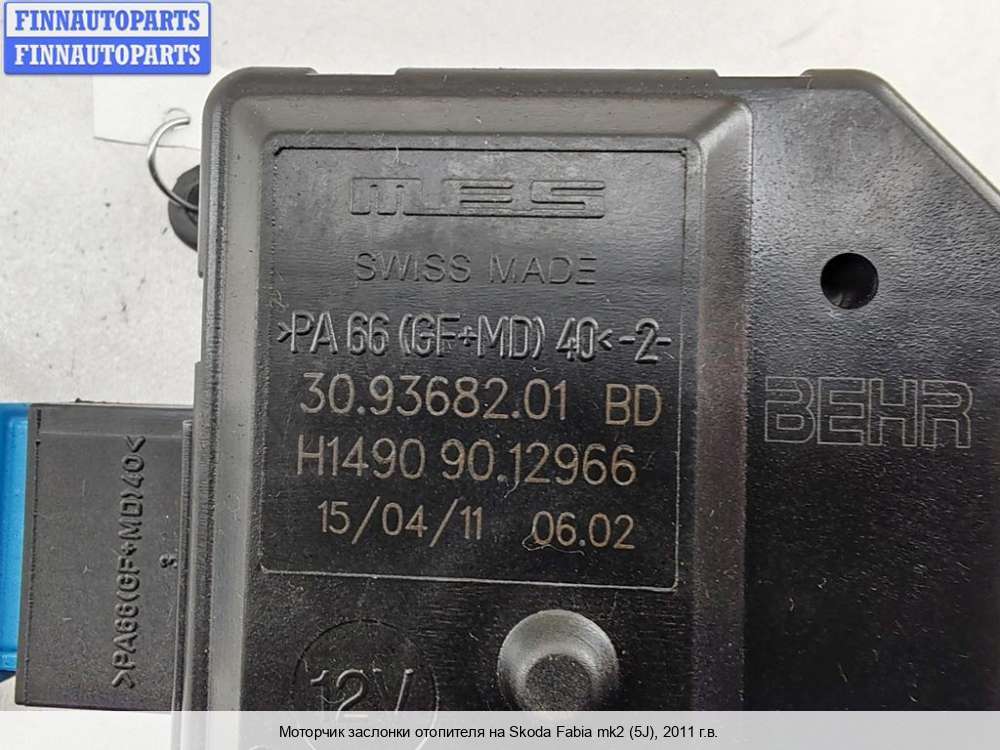 FINNAUTOPARTS
FINNAUTOPARTS
MES
SWISS MADE
>PA 66 (GF+MD) 40<-2-
30.93682.01 BD
H1490 90.12966
15/04/11 06.02
BEHR
>PA66(GF+MD)40<
3
12V
Моторчик заслонки отопителя на Skoda Fabia mk2 (5J), 2011 г.в.